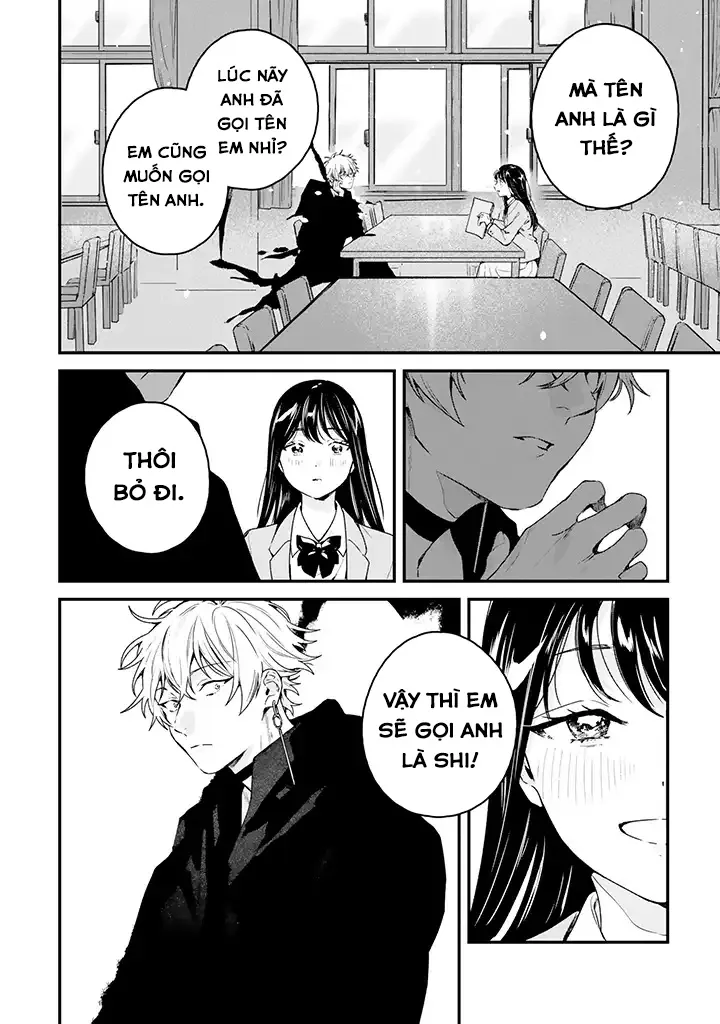 MÀ TÊN
ANH LÀ GÌ
THẾ?
LÚC NÃY
ANH ĐÃ
GỌI TÊN
EM NHỈ?
EM CŨNG
MUỐN GỌI
TÊN ANH.
THÔI
BỎ ĐI.
VẬY THÌ EM
SẼ GỌI ANH
LÀ SHI!